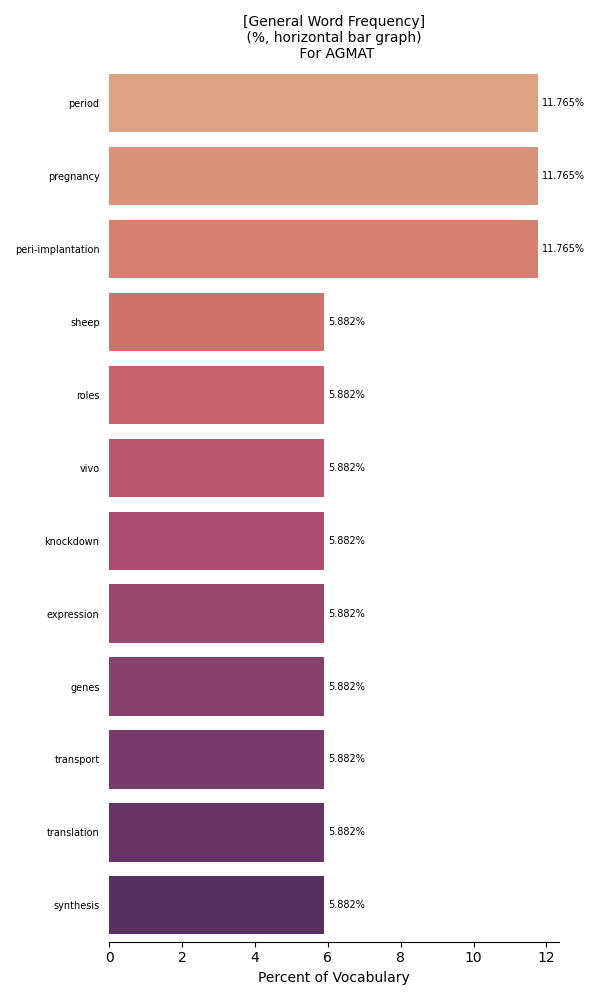 [General Word Frequency]
(%, horizontal bar graph)
For AGMAT
period 11.765%
pregnancy 11.765%
peri-implantation 11.765%
sheep 5.882%
roles 5.882%
vivo 5.882%
knockdown 5.882%
expression 5.882%
genes 5.882%
transport 5.882%
translation 5.882%
synthesis 5.882%
0 2 4 6 8 10 12
Percent of Vocabulary